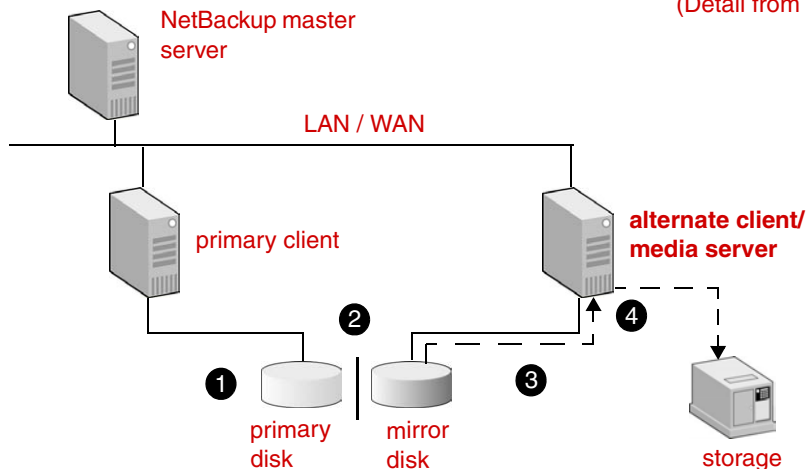 (Detail from
NetBackup master
server
LAN / WAN
primary client
alternate client/
media server
2
4
1
3
primary
disk
mirror
disk
storage